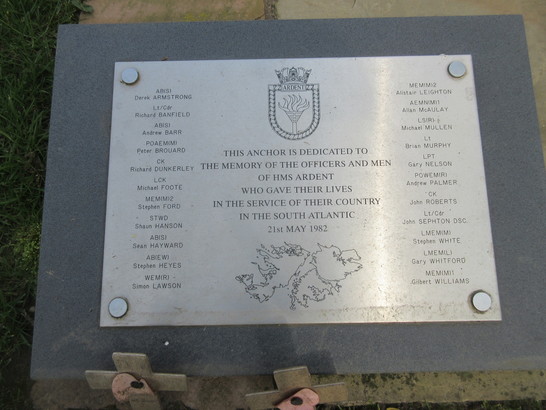 ARDENT
THIS ANCHOR IS DEDICATED TO
THE MEMORY OF THE OFFICERS AND MEN
OF HMS ARDENT
WHO GAVE THEIR LIVES
IN THE SERVICE OF THEIR COUNTRY
IN THE SOUTH ATLANTIC
21st MAY 1982
AB(S)
Derek ARMSTRONG
Lt/Cdr
Richard BANFIELD
AB(S)
Andrew BARR
POAEM(M)
Peter BROUARD
CK
Richard DUNKERLEY
LCK
Michael FOOTE
MEM(M)2
Stephen FORD
STWD
Shaun HANSON
AB(S)
Sean HAYWARD
AB(EW)
Stephen HEYES
WEM(R)
Simon LAWSON
MEM(M)2
Alistair LEIGHTON
AEMN(M)1
Allan McAULAY
LS(R)
Michael MULLEN
Lt
Brian MURPHY
LPT
Gary NELSON
POWEM(R)
Andrew PALMER
CK
John ROBERTS
Lt/Cdr
John SEPHTON DSC.
LMEM(M)
Stephen WHITE
LMEM(L)
Gary WHITFORD
MEM(M)1
Gilbert WILLIAMS